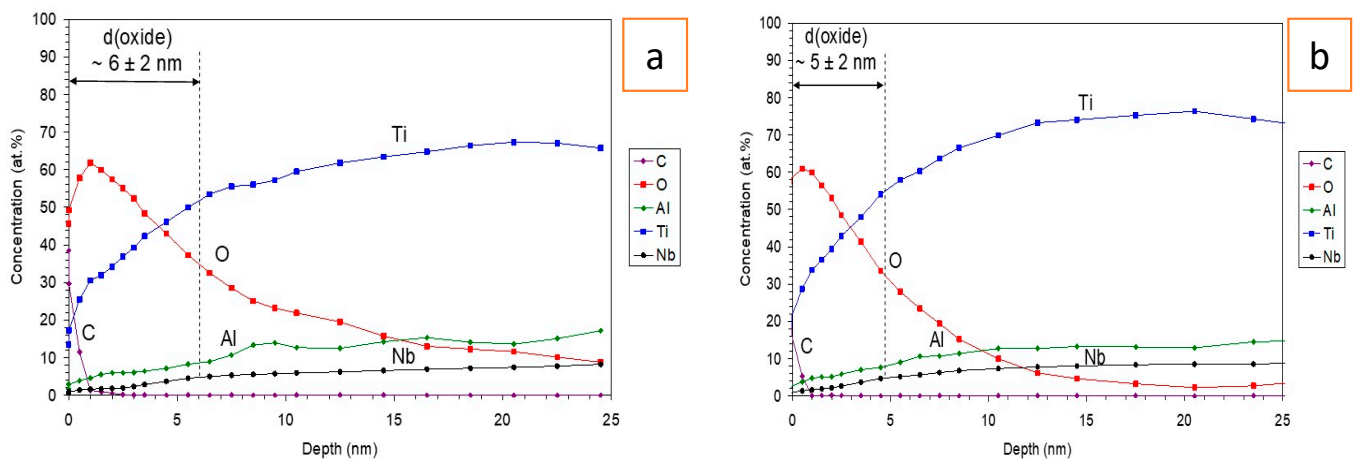 100
90
80
70
60
50
40
30
20
10
0
Concentration (at.%)
d(oxide)
~ 6 ± 2 nm
Ti
O
C
Al
Nb
0 5 10 15 20 25
Depth (nm)
a
C
O
Al
Ti
Nb
100
90
80
70
60
50
40
30
20
10
0
Concentration (at.%)
d(oxide)
~ 5 ± 2 nm
Ti
O
C
Al
Nb
0 5 10 15 20 25
Depth (nm)
b
C
O
Al
Ti
Nb